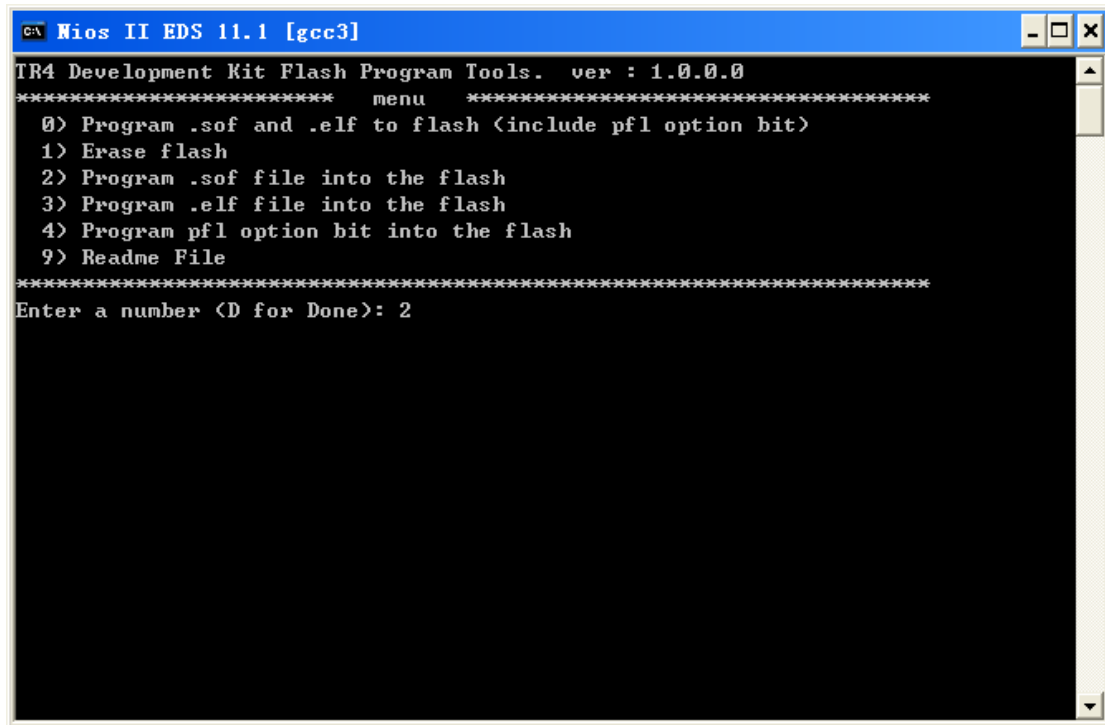 Nios II EDS 11.1 [gcc3]
TR4 Development Kit Flash Program Tools.  ver : 1.0.0.0
************************   menu   ***********************************
  0) Program .sof and .elf to flash (include pfl option bit)
  1) Erase flash
  2) Program .sof file into the flash
  3) Program .elf file into the flash
  4) Program pfl option bit into the flash
  9) Readme File
*********************************************************************
Enter a number (D for Done): 2